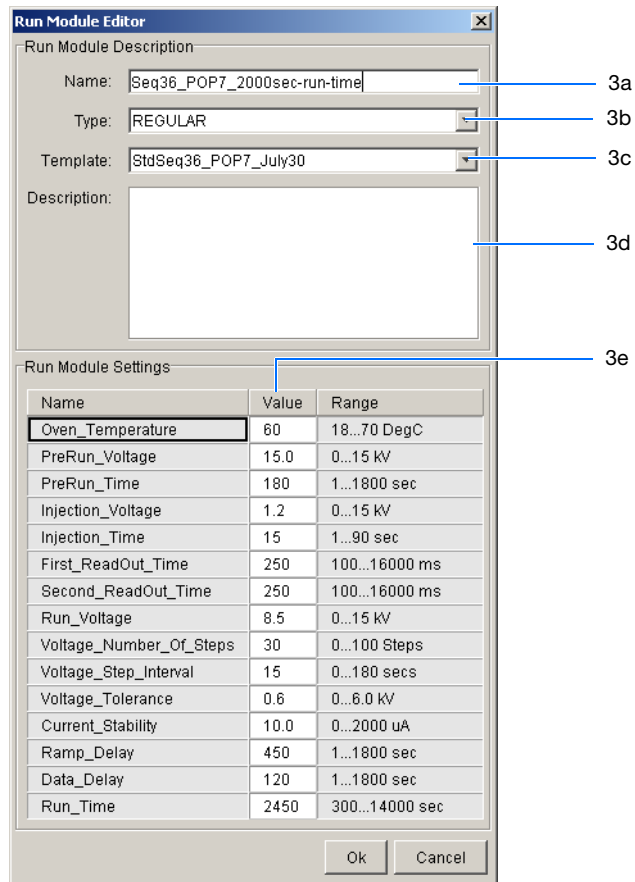 Run Module Editor
Run Module Description
Name: Seq36_POP7_2000sec-run-time 3a
Type: REGULAR 3b
Template: StdSeq36_POP7_July30 3c
Description: 3d
Run Module Settings 3e
Name Value Range
Oven_Temperature 60 18...70 DegC
PreRun_Voltage 15.0 0...15 kV
PreRun_Time 180 1...1800 sec
Injection_Voltage 1.2 0...15 kV
Injection_Time 15 1...90 sec
First_ReadOut_Time 250 100...16000 ms
Second_ReadOut_Time 250 100...16000 ms
Run_Voltage 8.5 0...15 kV
Voltage_Number_Of_Steps 30 0...100 Steps
Voltage_Step_Interval 15 0...180 secs
Voltage_Tolerance 0.6 0...6.0 kV
Current_Stability 10.0 0...2000 uA
Ramp_Delay 450 1...1800 sec
Data_Delay 120 1...1800 sec
Run_Time 2450 300...14000 sec
Ok Cancel